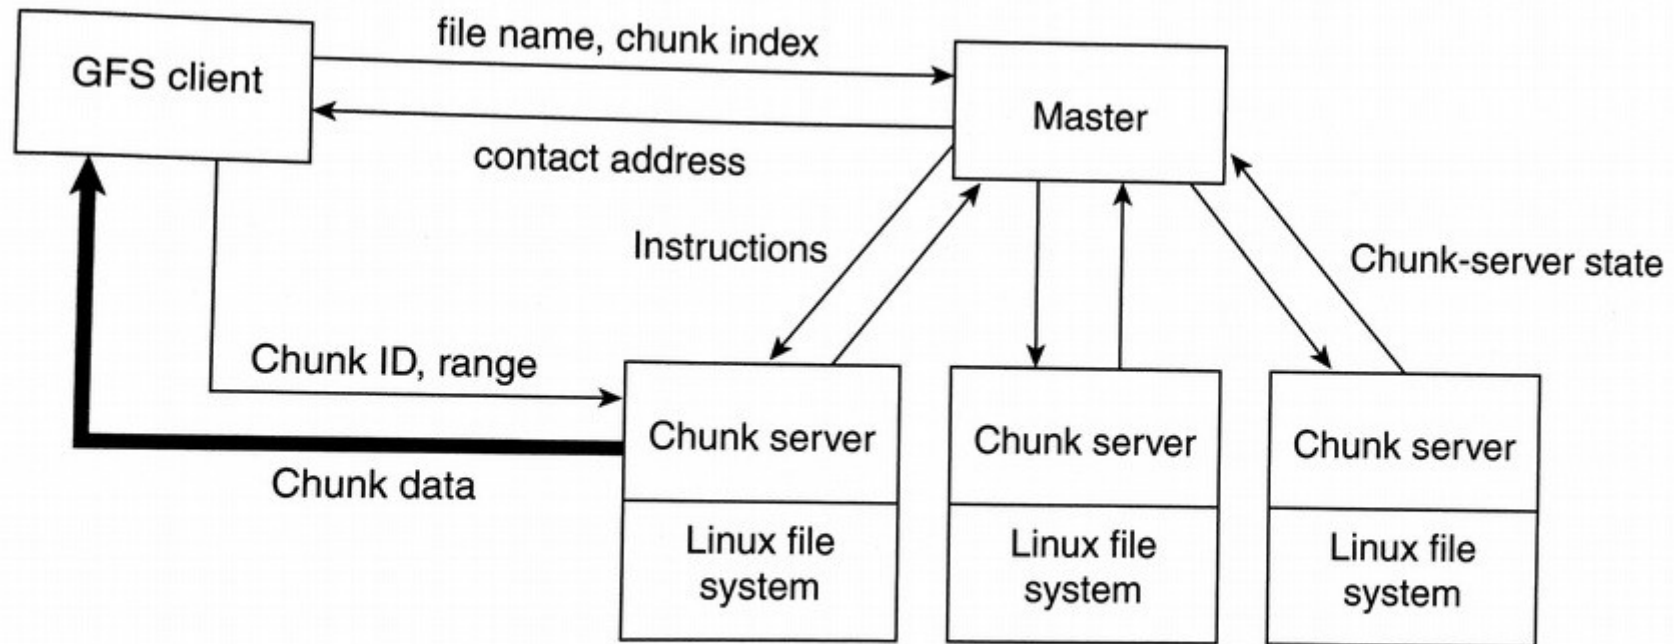 file name, chunk index
GFS client
Master
contact address
Instructions
Chunk-server state
Chunk ID, range
Chunk server
Chunk server
Chunk server
Chunk data
Linux file
system
Linux file
system
Linux file
system